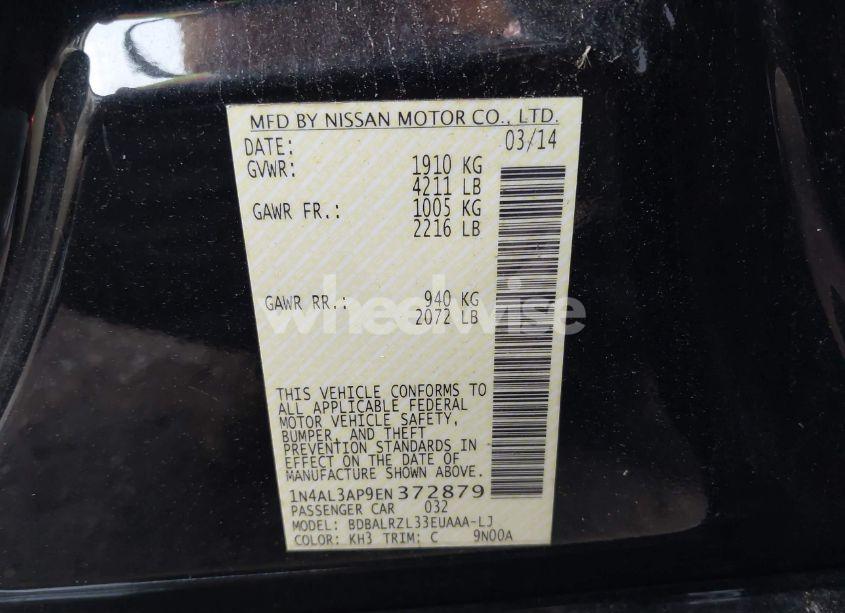 MFD BY NISSAN MOTOR CO., LTD.
DATE: 03/14
GVWR: 1910 KG
4211 LB
GAWR FR.: 1005 KG
2216 LB
GAWR RR.: 940 KG
2072 LB
wheelwise
THIS VEHICLE CONFORMS TO
ALL APPLICABLE FEDERAL
MOTOR VEHICLE SAFETY,
BUMPER, AND THEFT
PREVENTION STANDARDS IN
EFFECT ON THE DATE OF
MANUFACTURE SHOWN ABOVE.
1N4AL3AP9EN372879
PASSENGER CAR 032
MODEL: BDBALRZL33EUAAA-LJ
COLOR: KH3 TRIM: C 9N00A